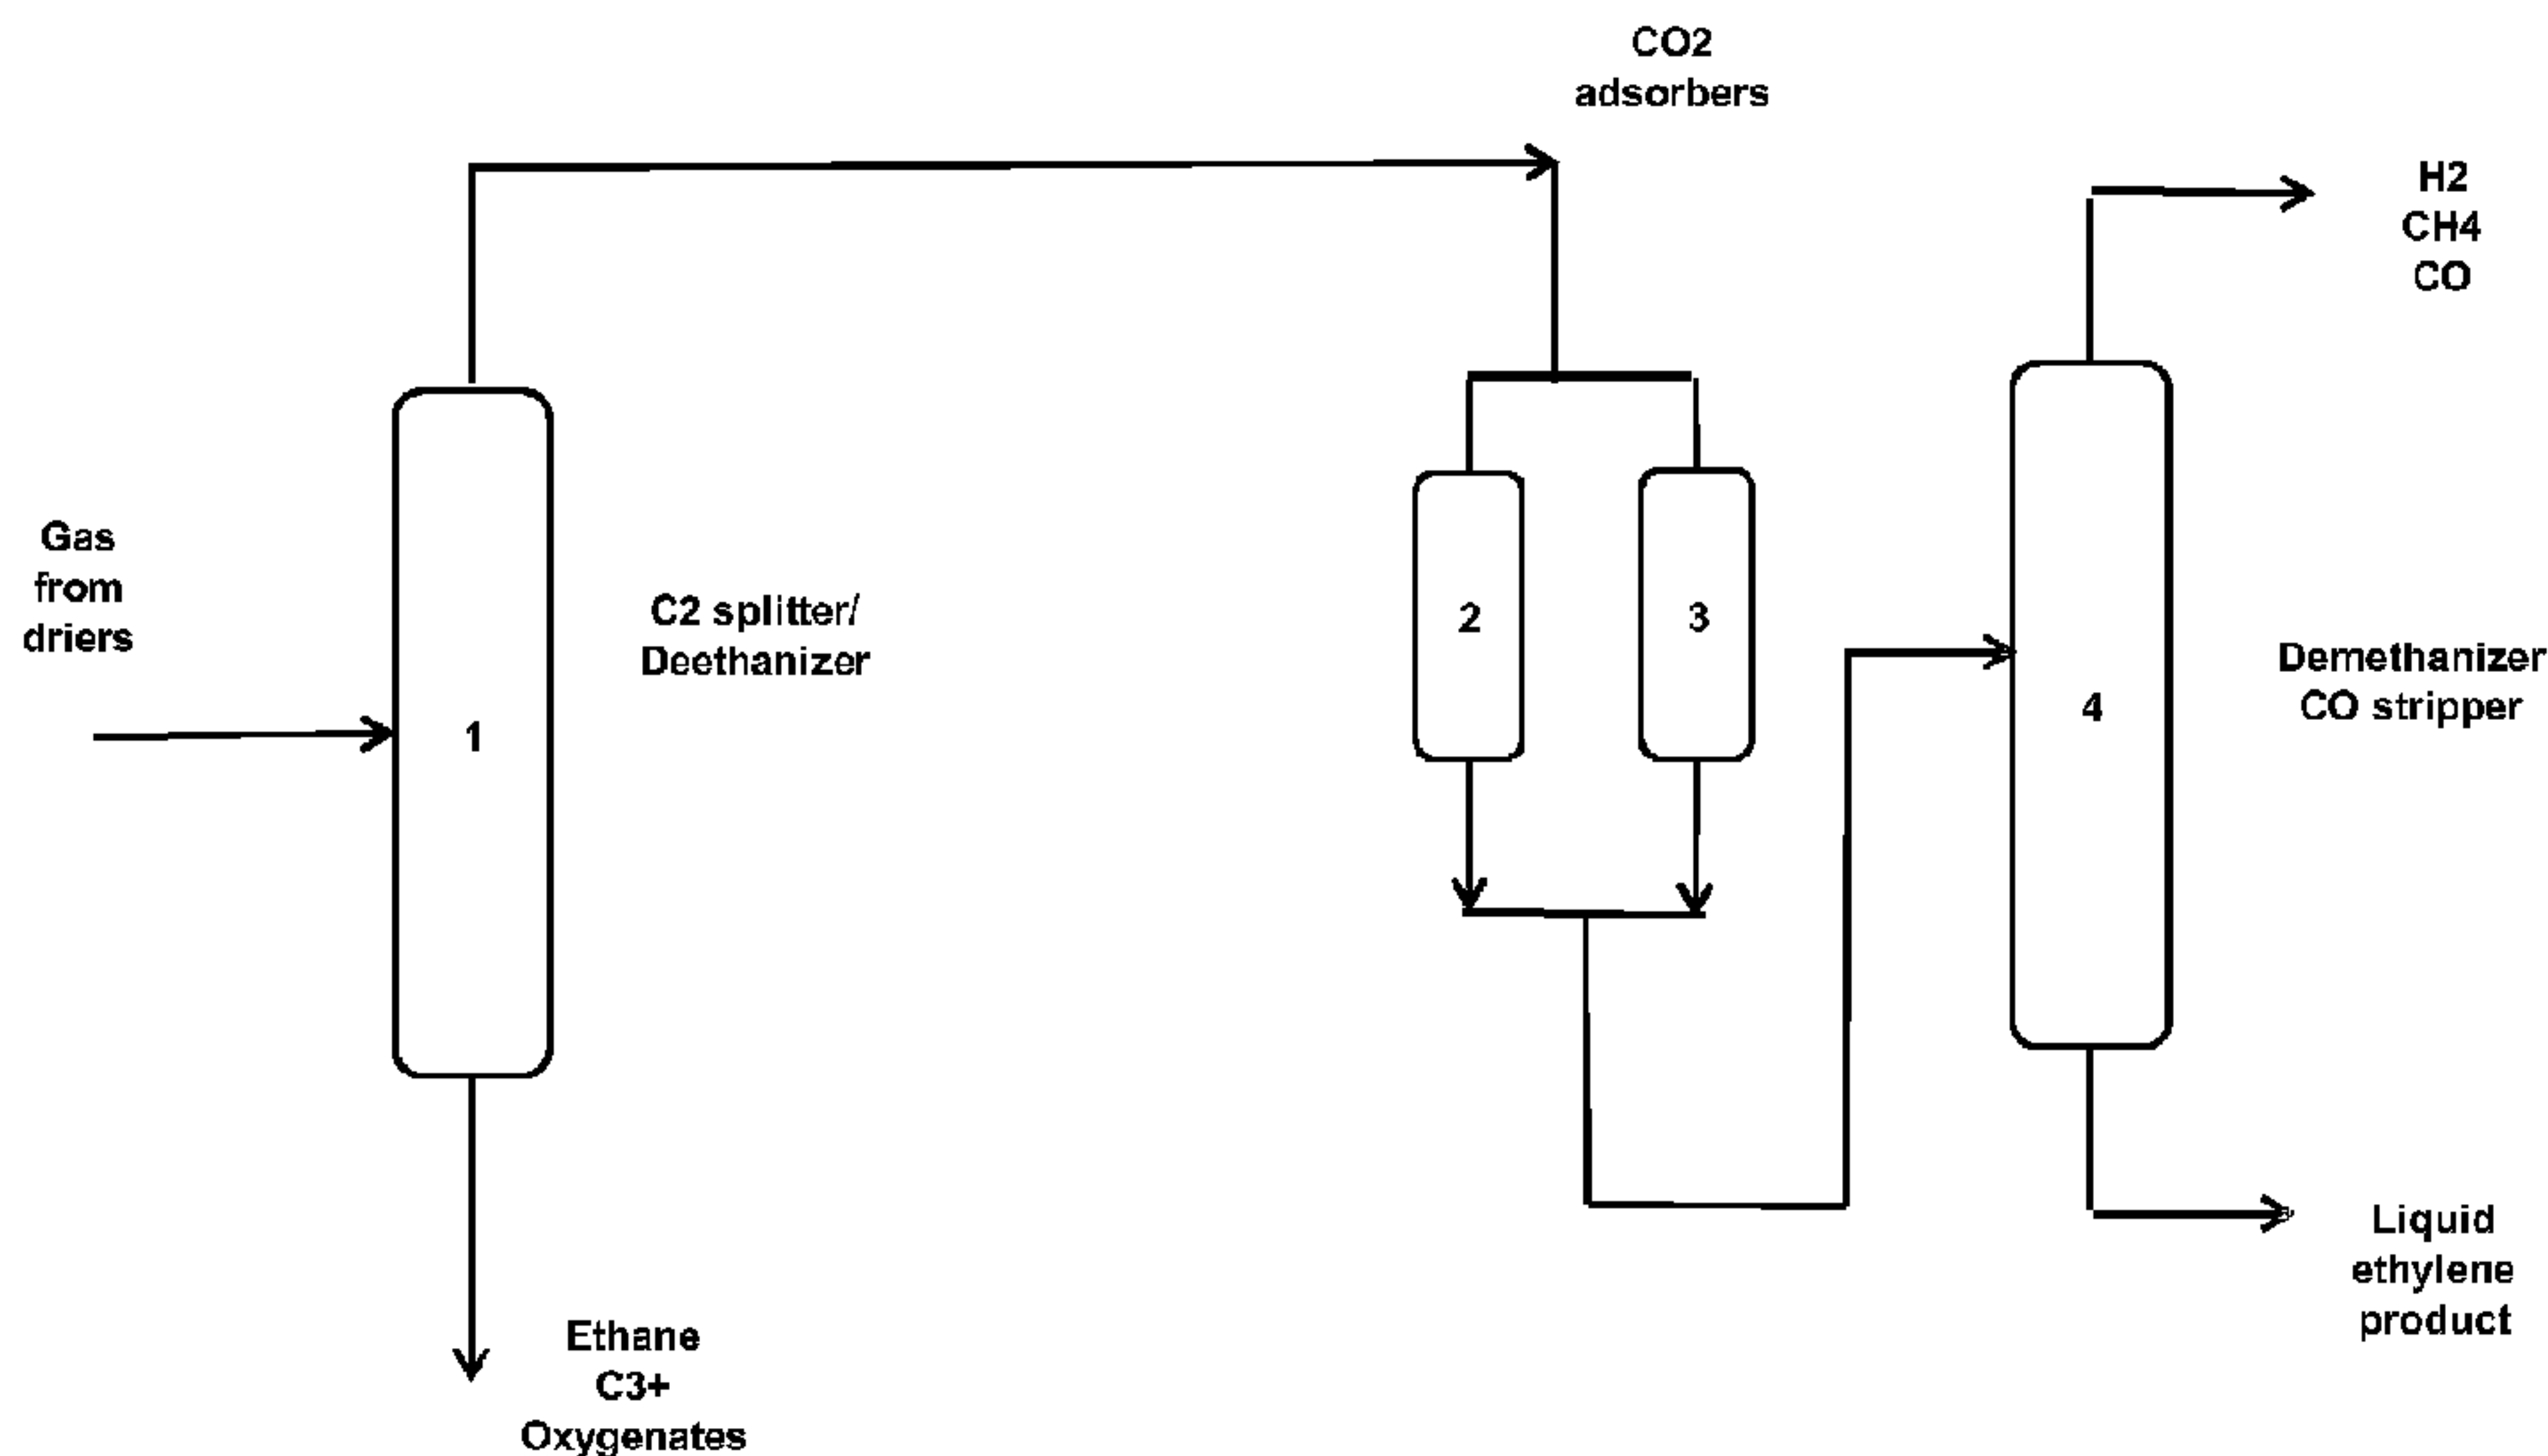 CO2
adsorbers
H2
CH4
CO
Gas
from
driers
C2 splitter/
Deethanizer
1
2
3
4
Demethanizer
CO stripper
Liquid
ethylene
product
Ethane
C3+
Oxygenates